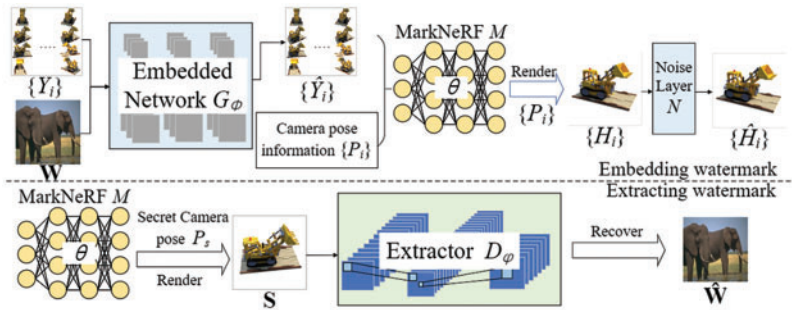 {Y_i}
W
Embedded
Network G_Φ
{Ŷ_i}
Camera pose
information {P_i}
MarkNeRF M
θ
Render
{P_i}
{H_i}
Noise
Layer
N
{Ĥ_i}
Embedding watermark
Extracting watermark
MarkNeRF M
θ
Secret Camera
pose P_s
Render
S
Extractor D_φ
Recover
Ŵ